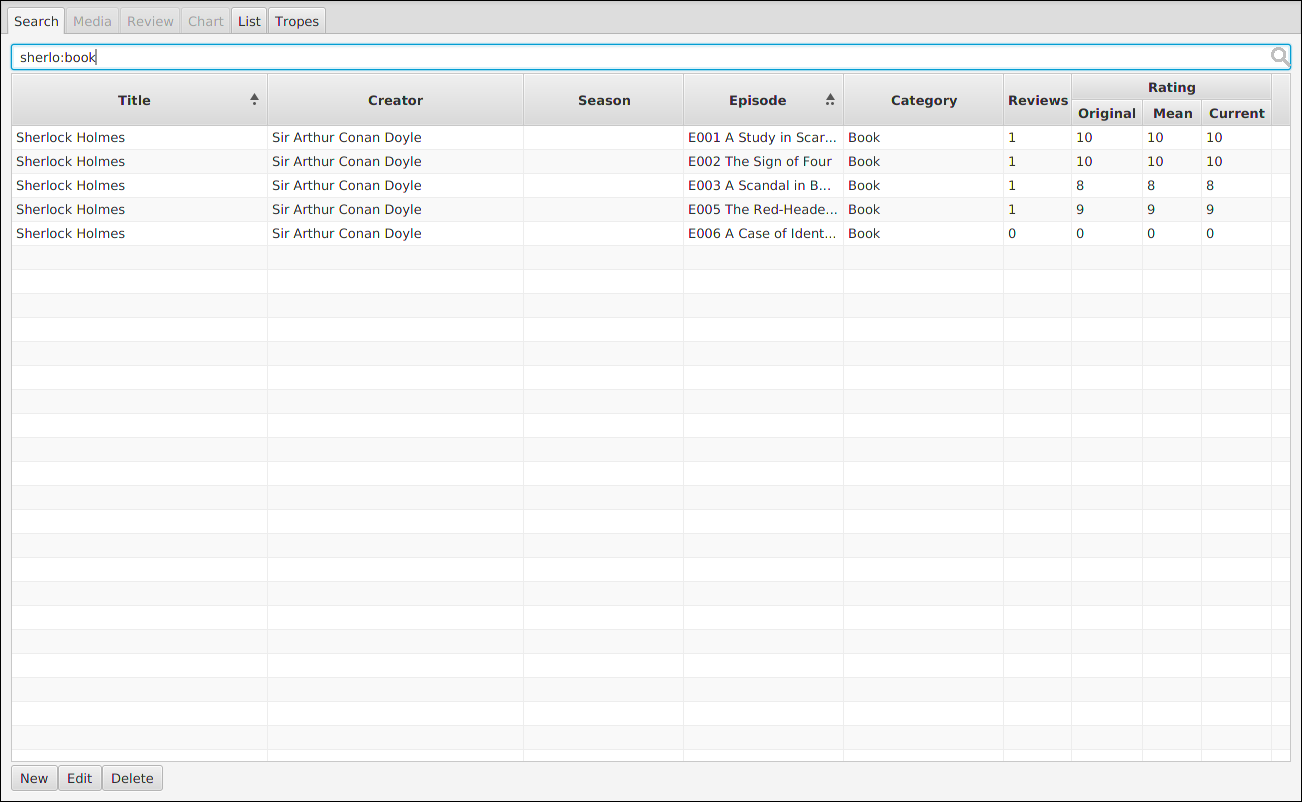 Search Media Review Chart List Tropes
sherlo:book
Title Creator Season Episode Category Reviews Rating
Original Mean Current
Sherlock Holmes Sir Arthur Conan Doyle E001 A Study in Scar... Book 1 10 10 10
Sherlock Holmes Sir Arthur Conan Doyle E002 The Sign of Four Book 1 10 10 10
Sherlock Holmes Sir Arthur Conan Doyle E003 A Scandal in B... Book 1 8 8 8
Sherlock Holmes Sir Arthur Conan Doyle E005 The Red-Heade... Book 1 9 9 9
Sherlock Holmes Sir Arthur Conan Doyle E006 A Case of Ident... Book 0 0 0 0
New Edit Delete